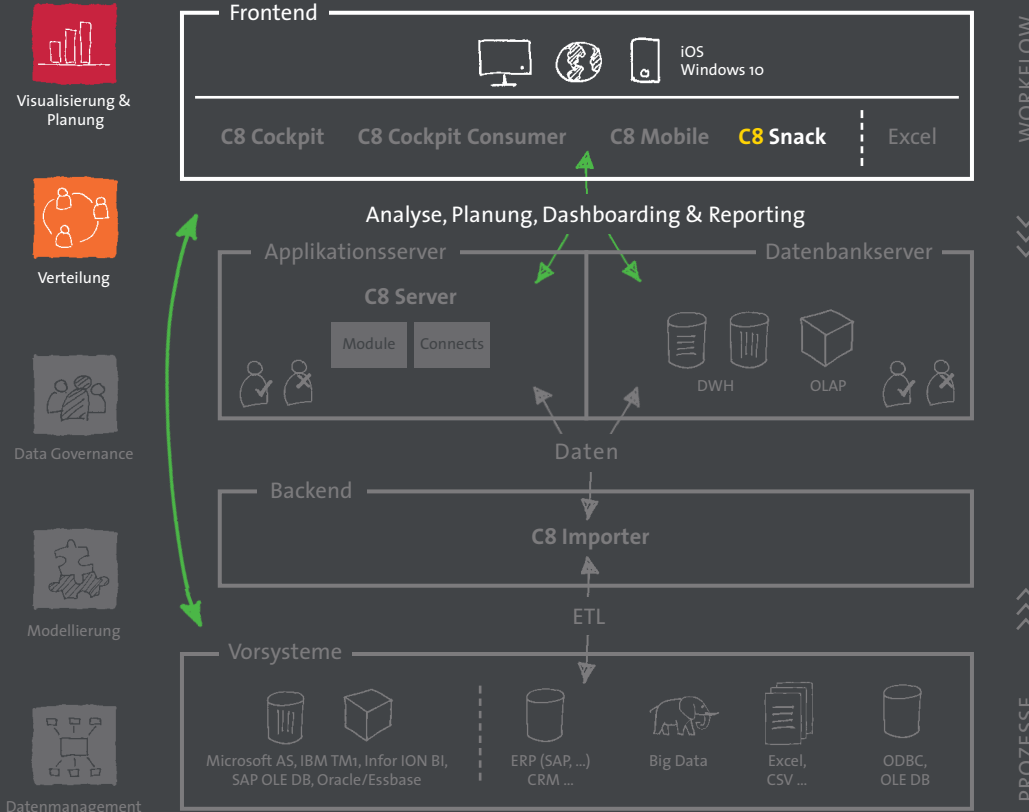 Frontend
iOS
Windows 10
C8 Cockpit
C8 Cockpit Consumer
C8 Mobile
C8 Snack
Excel
Visualisierung &
Planung
Verteilung
Data Governance
Modellierung
Datenmanagement
Analyse, Planung, Dashboarding & Reporting
Applikationsserver
Datenbankserver
C8 Server
Module
Connects
DWH
OLAP
Daten
Backend
C8 Importer
ETL
Vorsysteme
Microsoft AS, IBM TM1, Infor ION BI,
SAP OLE DB, Oracle/Essbase
ERP (SAP, ...)
CRM ...
Big Data
Excel,
CSV ...
ODBC,
OLE DB
WORKFLOW
PROZESSE